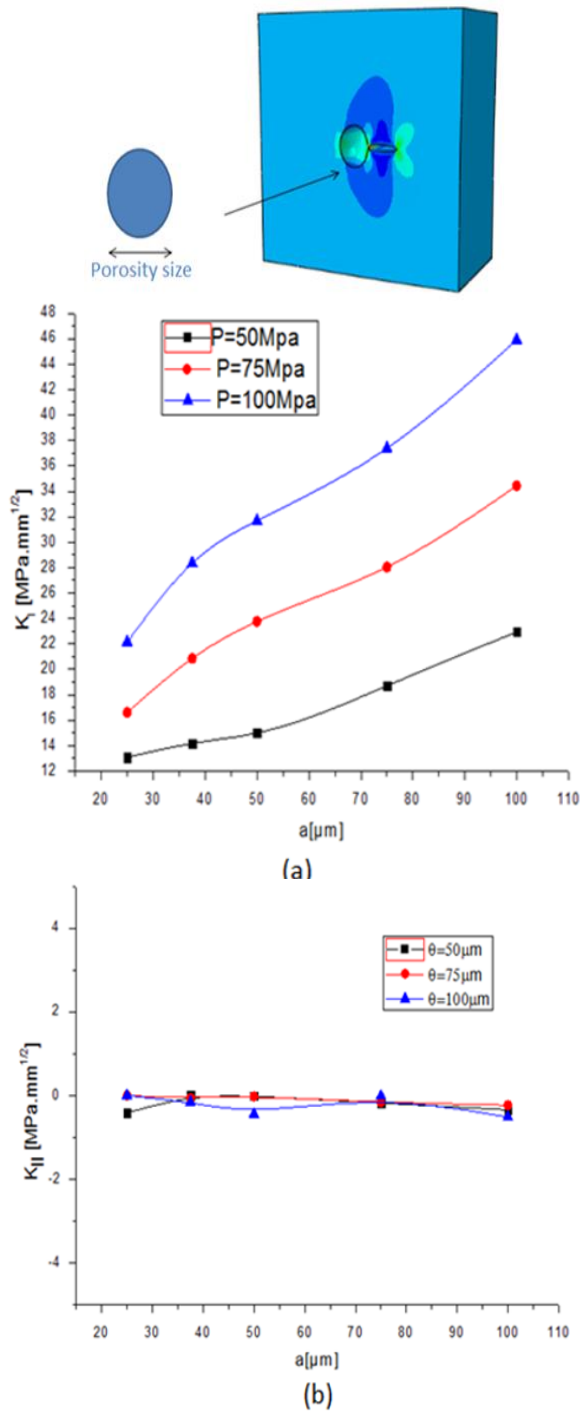 Porosity size
48
46
44
42
40
38
36
34
32
30
28
26
24
22
20
18
16
14
12
K_I [MPa.mm^1/2]
P=50Mpa
P=75Mpa
P=100Mpa
20 30 40 50 60 70 80 90 100 110
a[μm]
(a)
4
2
0
-2
-4
K_II [MPa.mm^1/2]
θ=50μm
θ=75μm
θ=100μm
20 30 40 50 60 70 80 90 100 110
a[μm]
(b)